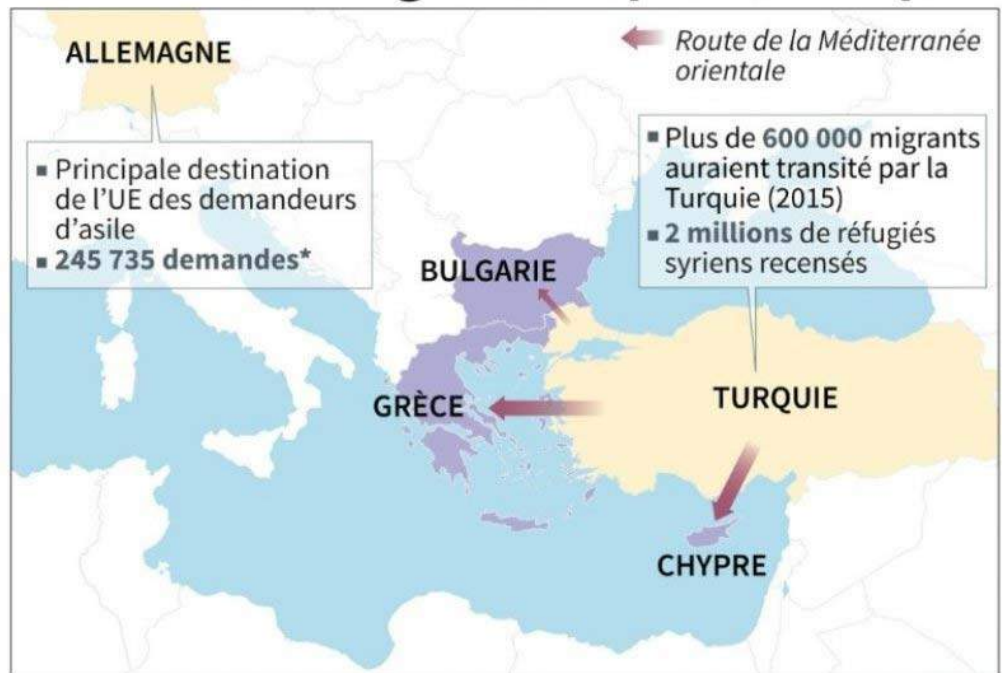 ALLEMAGNE
Route de la Méditerranée
orientale
▪ Principale destination
de l'UE des demandeurs
d'asile
▪ 245 735 demandes*
▪ Plus de 600 000 migrants
auraient transité par la
Turquie (2015)
▪ 2 millions de réfugiés
syriens recensés
BULGARIE
GRÈCE
TURQUIE
CHYPRE